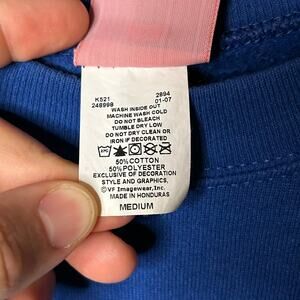 K521 2694
248998 01-07
WASH INSIDE OUT
MACHINE WASH COLD
DO NOT BLEACH
TUMBLE DRY LOW
DO NOT DRY CLEAN OR
IRON IF DECORATED
50%COTTON
50%POLYESTER
EXCLUSIVE OF DECORATION
STYLE AND GRAPHICS,
©VF Imagewear, Inc.
MADE IN HONDURAS
MEDIUM